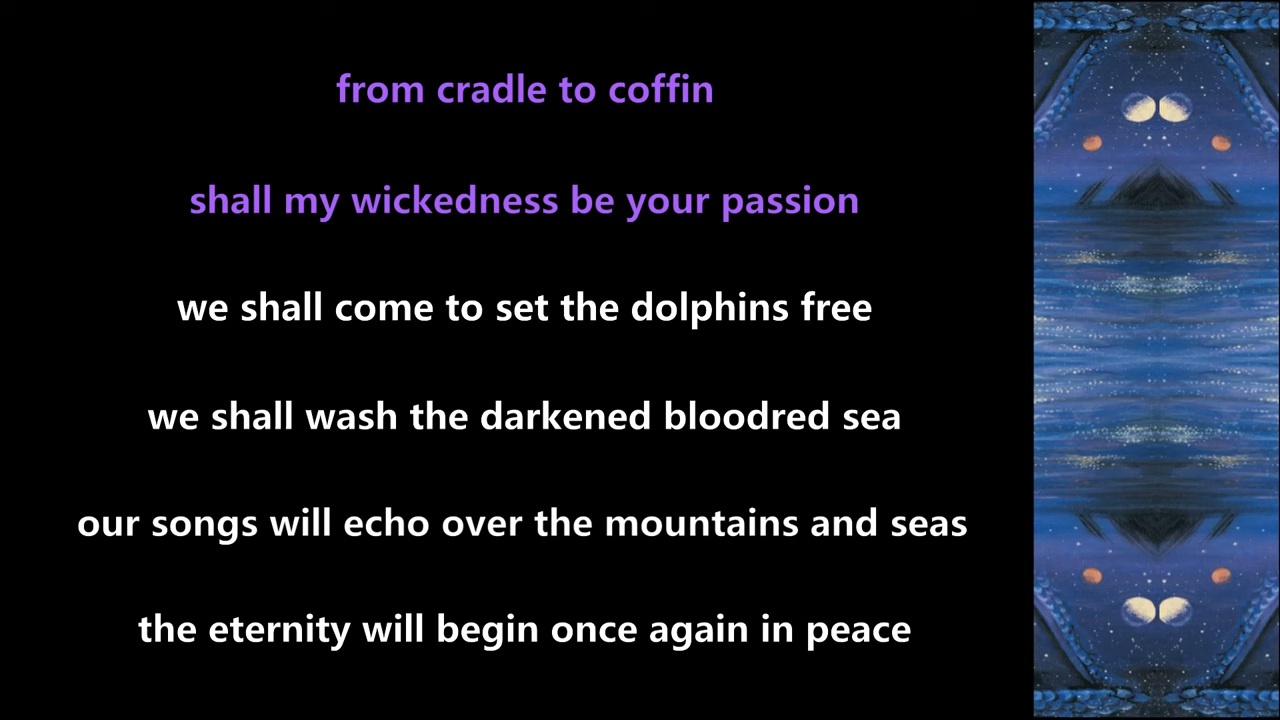 from cradle to coffin
shall my wickedness be your passion
we shall come to set the dolphins free
we shall wash the darkened bloodred sea
our songs will echo over the mountains and seas
the eternity will begin once again in peace